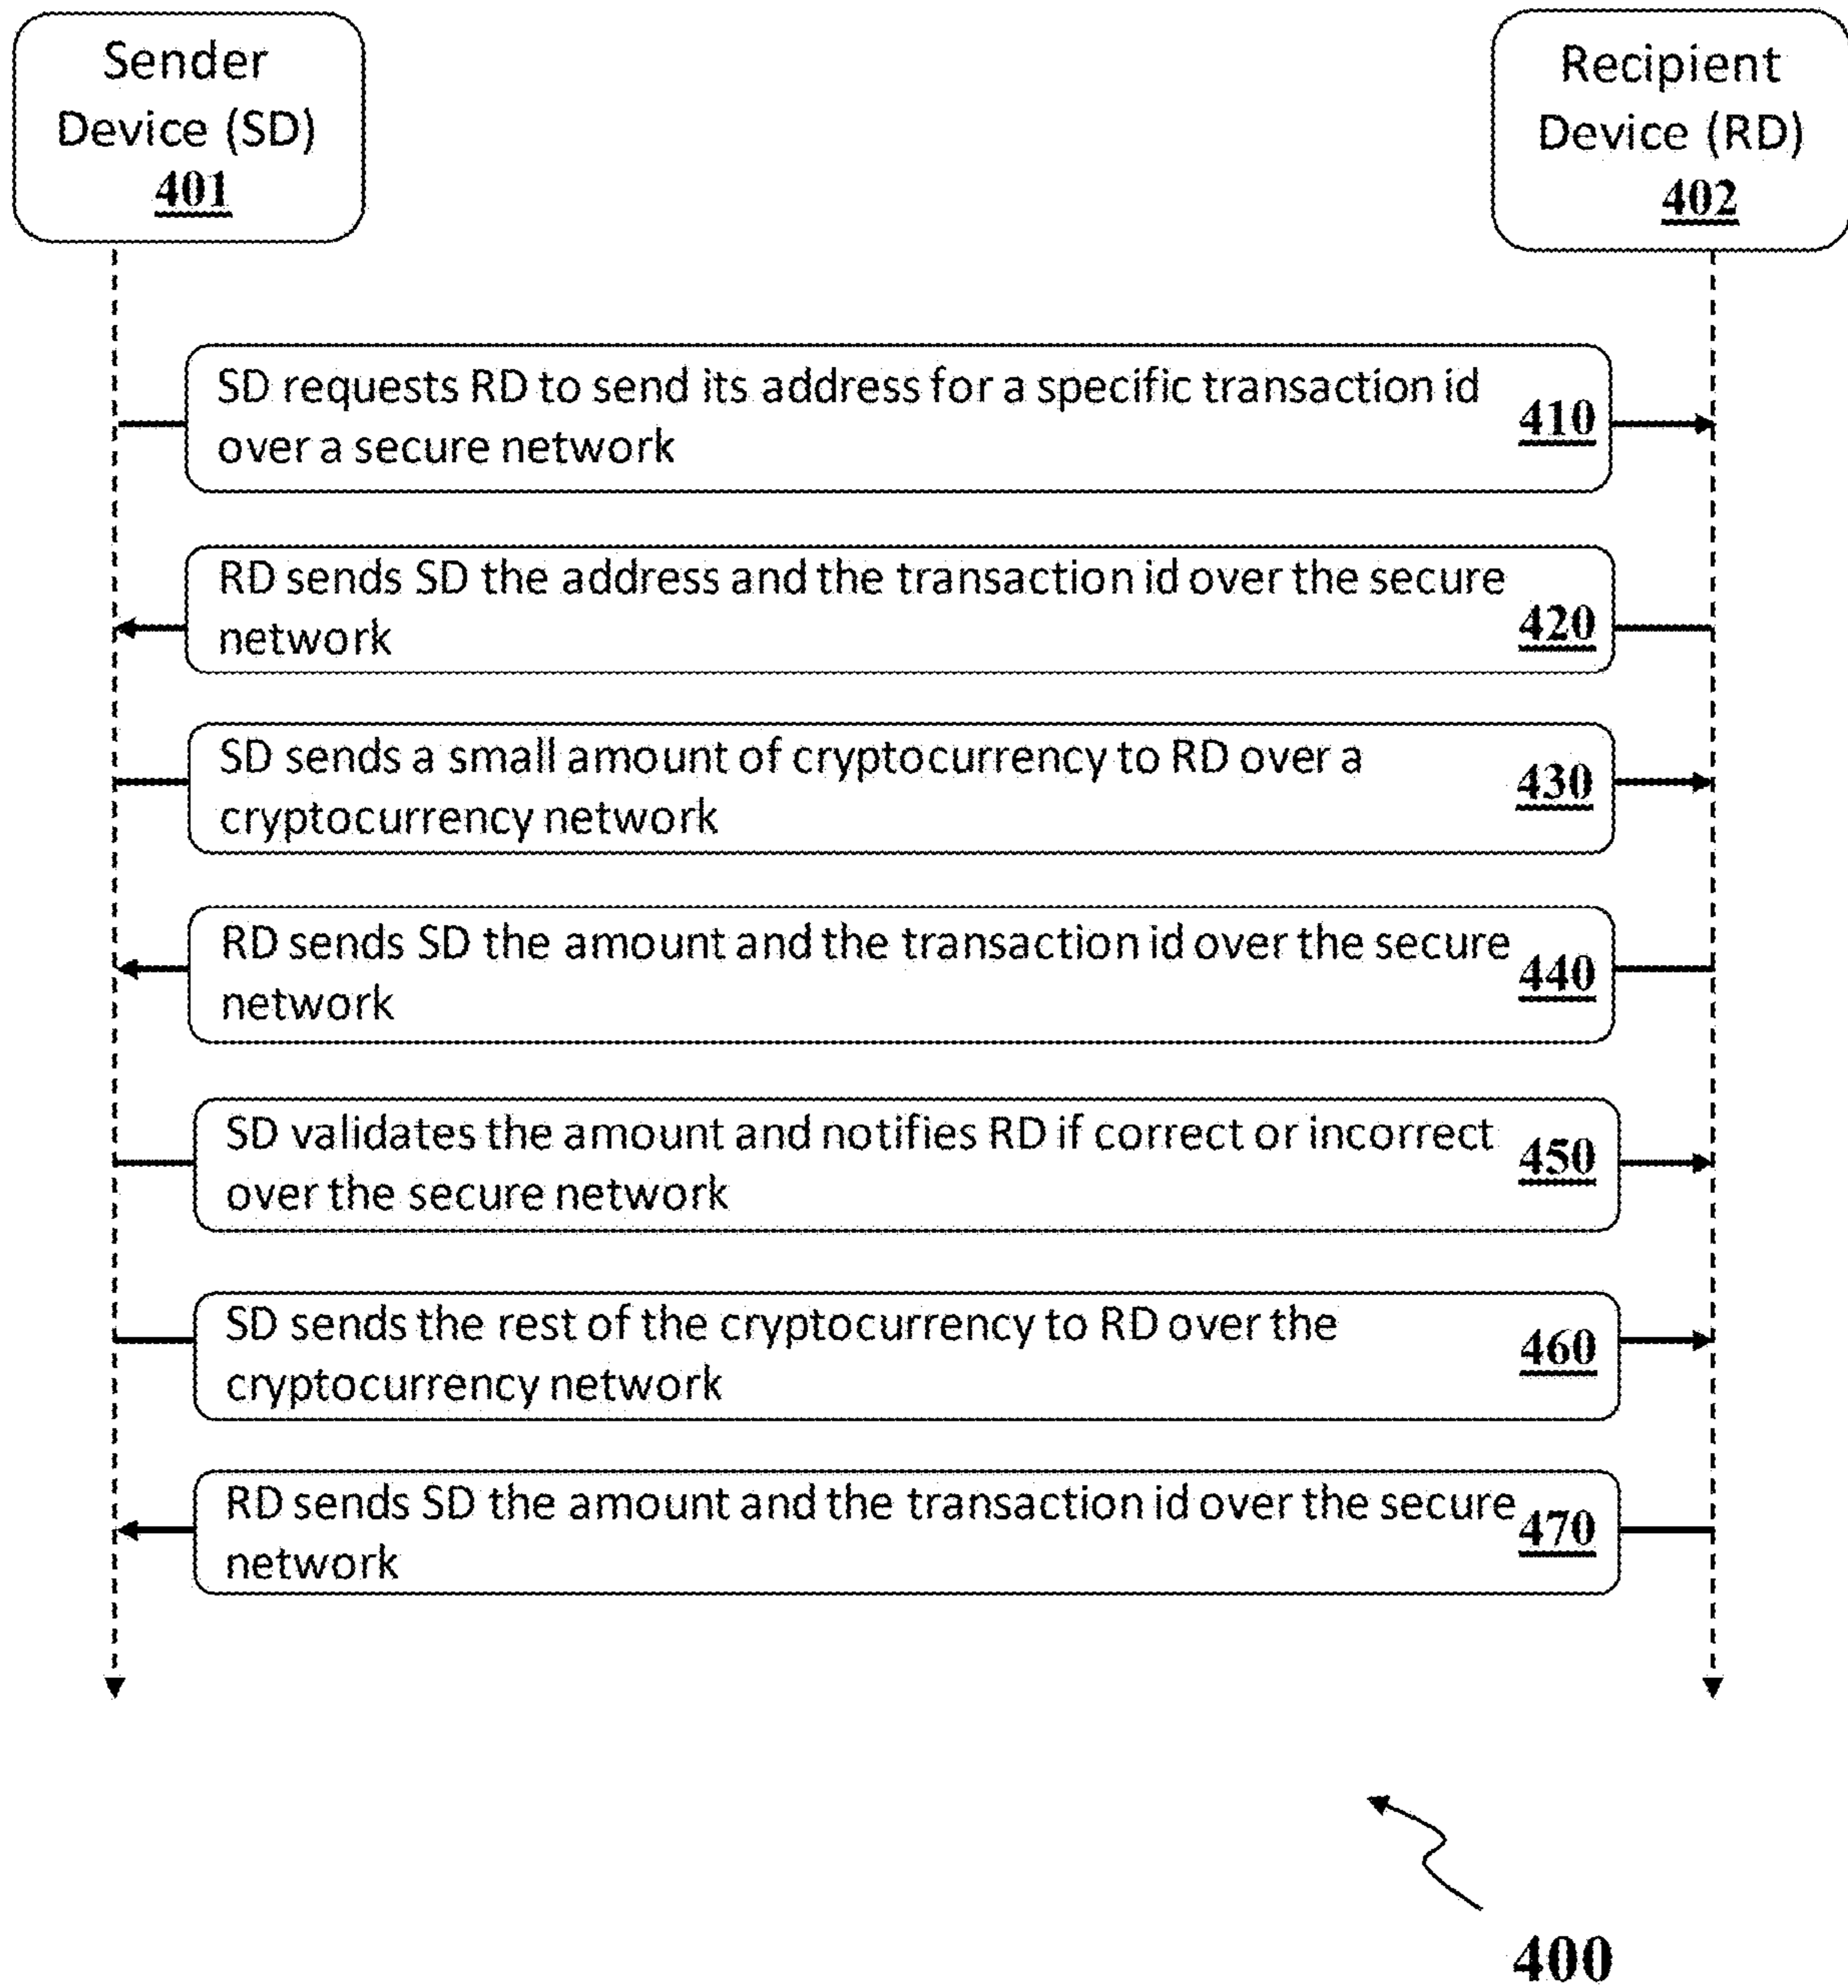 Sender
Device (SD)
401
Recipient
Device (RD)
402
SD requests RD to send its address for a specific transaction id
over a secure network
410
RD sends SD the address and the transaction id over the secure
network
420
SD sends a small amount of cryptocurrency to RD over a
cryptocurrency network
430
RD sends SD the amount and the transaction id over the secure
network
440
SD validates the amount and notifies RD if correct or incorrect
over the secure network
450
SD sends the rest of the cryptocurrency to RD over the
cryptocurrency network
460
RD sends SD the amount and the transaction id over the secure
network
470
400